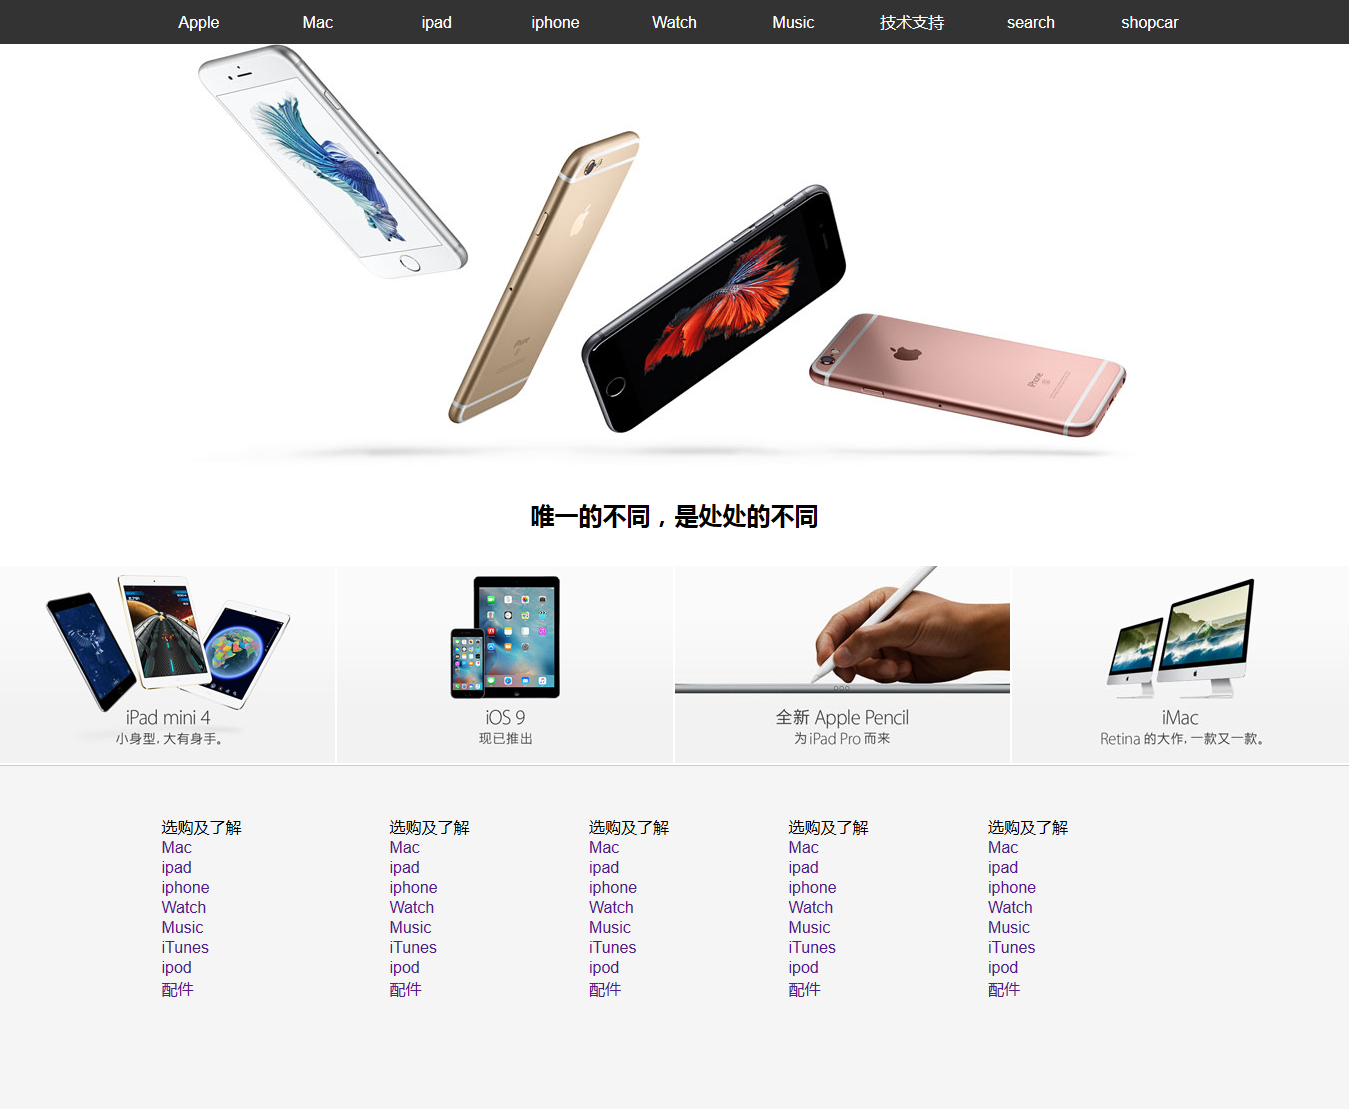 Apple Mac ipad iphone Watch Music 技术支持 search shopcar
唯一的不同，是处处的不同
iPad mini 4
小身型，大有身手。
iOS 9
现已推出
全新 Apple Pencil
为 iPad Pro 而来
iMac
Retina 的大作，一款又一款。
选购及了解
Mac
ipad
iphone
Watch
Music
iTunes
ipod
配件
选购及了解
Mac
ipad
iphone
Watch
Music
iTunes
ipod
配件
选购及了解
Mac
ipad
iphone
Watch
Music
iTunes
ipod
配件
选购及了解
Mac
ipad
iphone
Watch
Music
iTunes
ipod
配件
选购及了解
Mac
ipad
iphone
Watch
Music
iTunes
ipod
配件